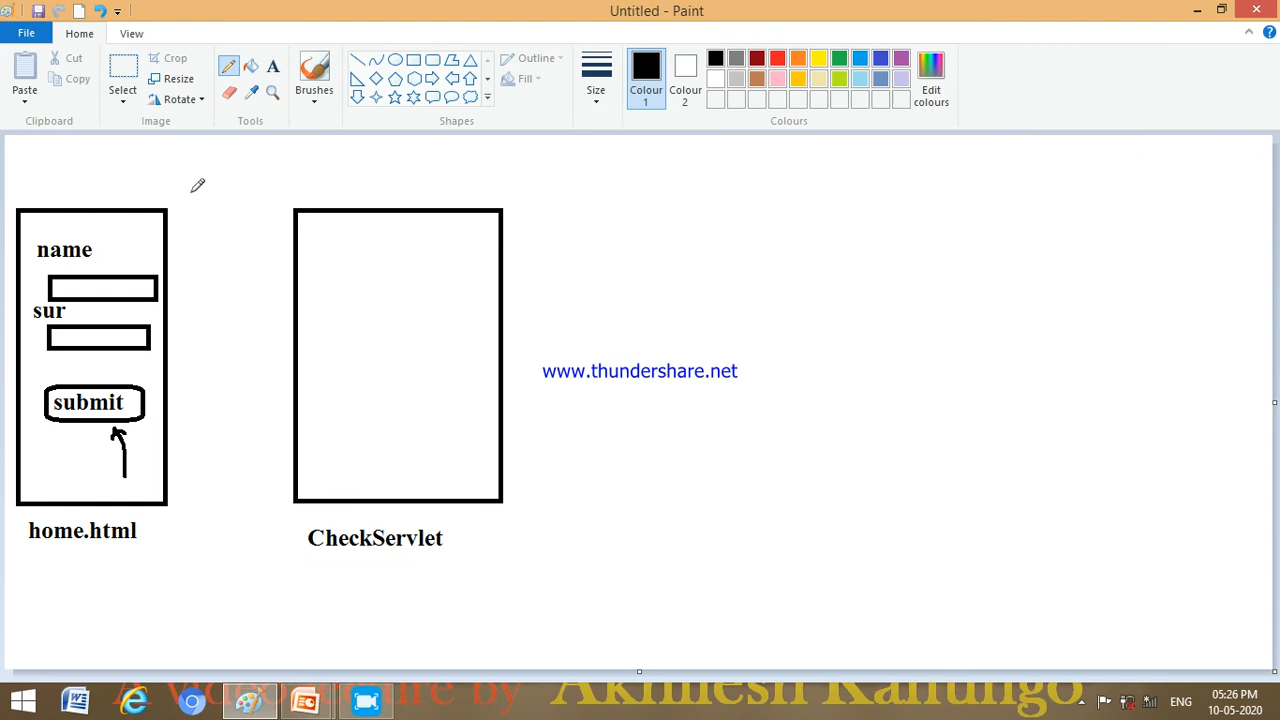 Untitled - Paint
File
Home
View
Paste
Cut
Copy
Clipboard
Select
Crop
Resize
Rotate
Image
A
Tools
Brushes
Outline
Fill
Shapes
Size
Colour
1
Colour
2
Edit
colours
Colours
name
sur
submit
home.html
CheckServlet
www.thundershare.net
by Akhilesh Kanungo
ENG
05:26 PM
10-05-2020